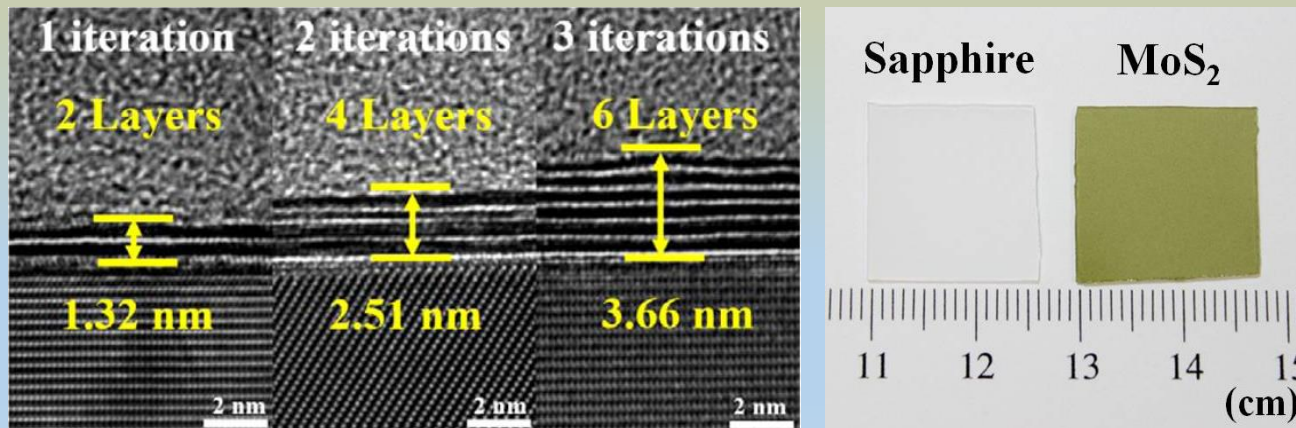 1 iteration
2 iterations
3 iterations
2 Layers
4 Layers
6 Layers
1.32 nm
2.51 nm
3.66 nm
2 nm
2 nm
2 nm
Sapphire
MoS₂
11 12 13 14 15
(cm)